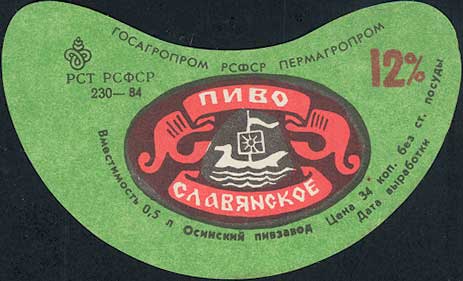 ГОСАГРОПРОМ РСФСР ПЕРМАГРОПРОМ
РСТ РСФСР
230—84
12%
ПИВО
СЛАВЯНСКОЕ
Вместимость 0,5 л Осинский пивзавод Цена 34 коп. без ст. посуды
Дата выработки